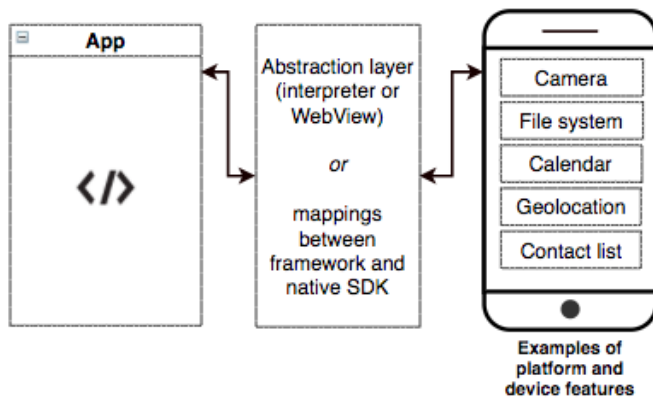 App
</>
Abstraction layer
(interpreter or
WebView)
or
mappings
between
framework and
native SDK
Camera
File system
Calendar
Geolocation
Contact list
Examples of
platform and
device features